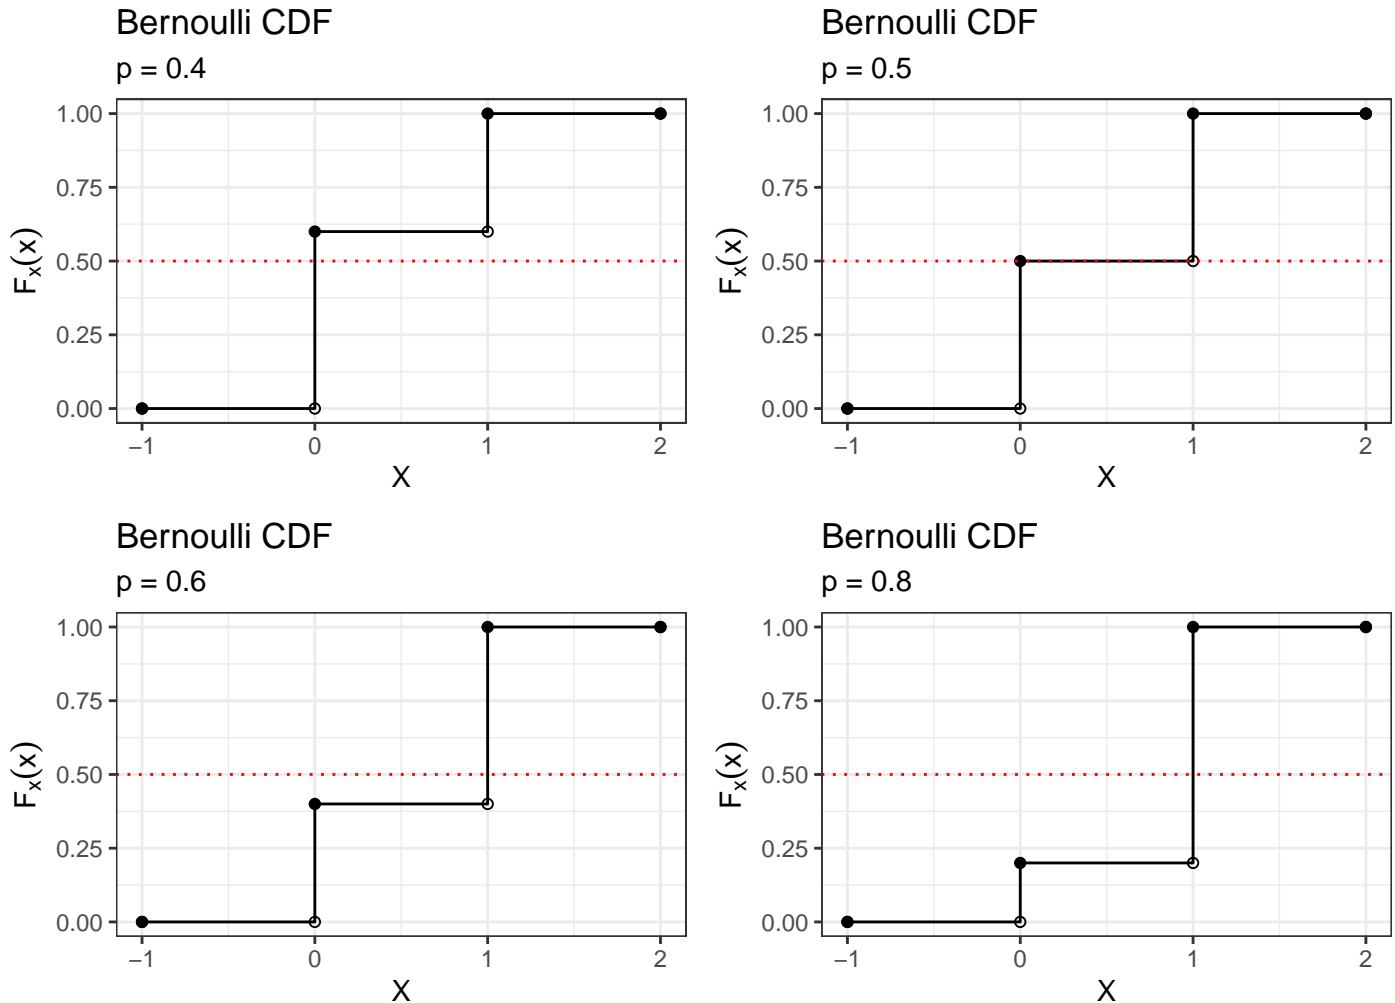 Bernoulli CDF
p = 0.4
1.00
0.75
0.50
0.25
0.00
Fx(x)
−1 0 1 2
X
Bernoulli CDF
p = 0.5
1.00
0.75
0.50
0.25
0.00
Fx(x)
−1 0 1 2
X
Bernoulli CDF
p = 0.6
1.00
0.75
0.50
0.25
0.00
Fx(x)
−1 0 1 2
X
Bernoulli CDF
p = 0.8
1.00
0.75
0.50
0.25
0.00
Fx(x)
−1 0 1 2
X